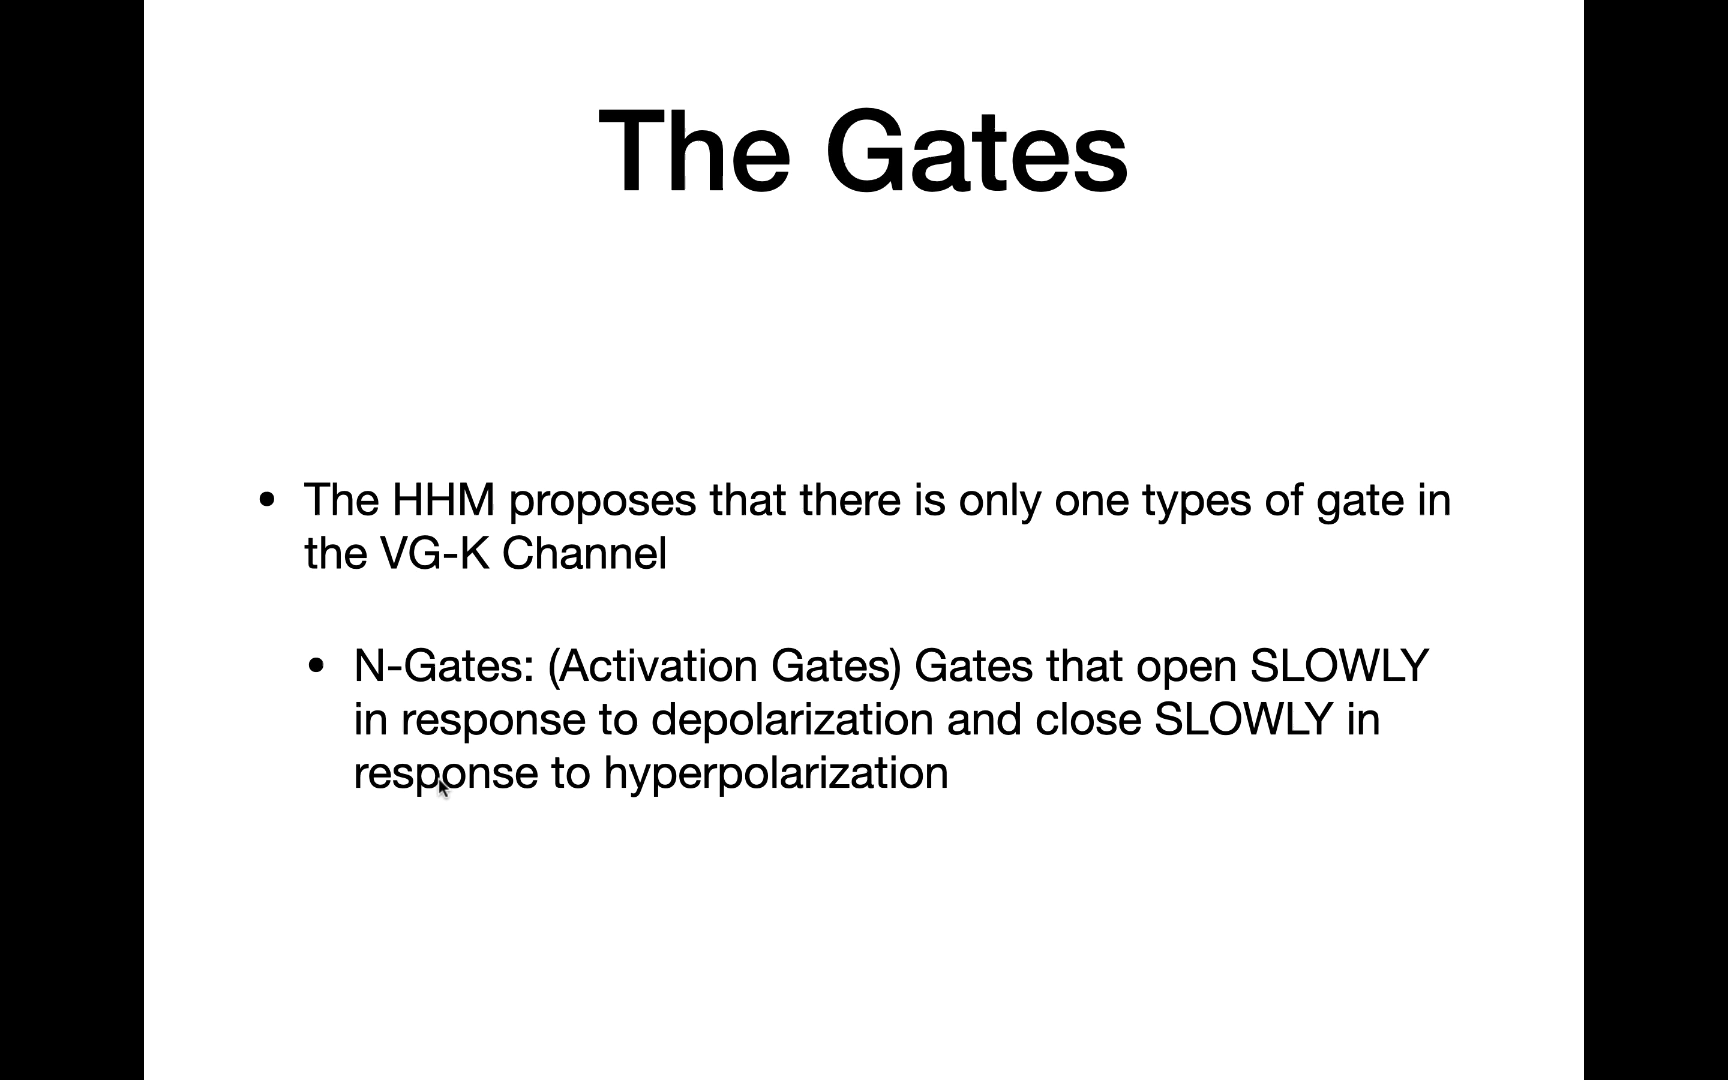 The Gates
• The HHM proposes that there is only one types of gate in
the VG-K Channel
• N-Gates: (Activation Gates) Gates that open SLOWLY
in response to depolarization and close SLOWLY in
response to hyperpolarization